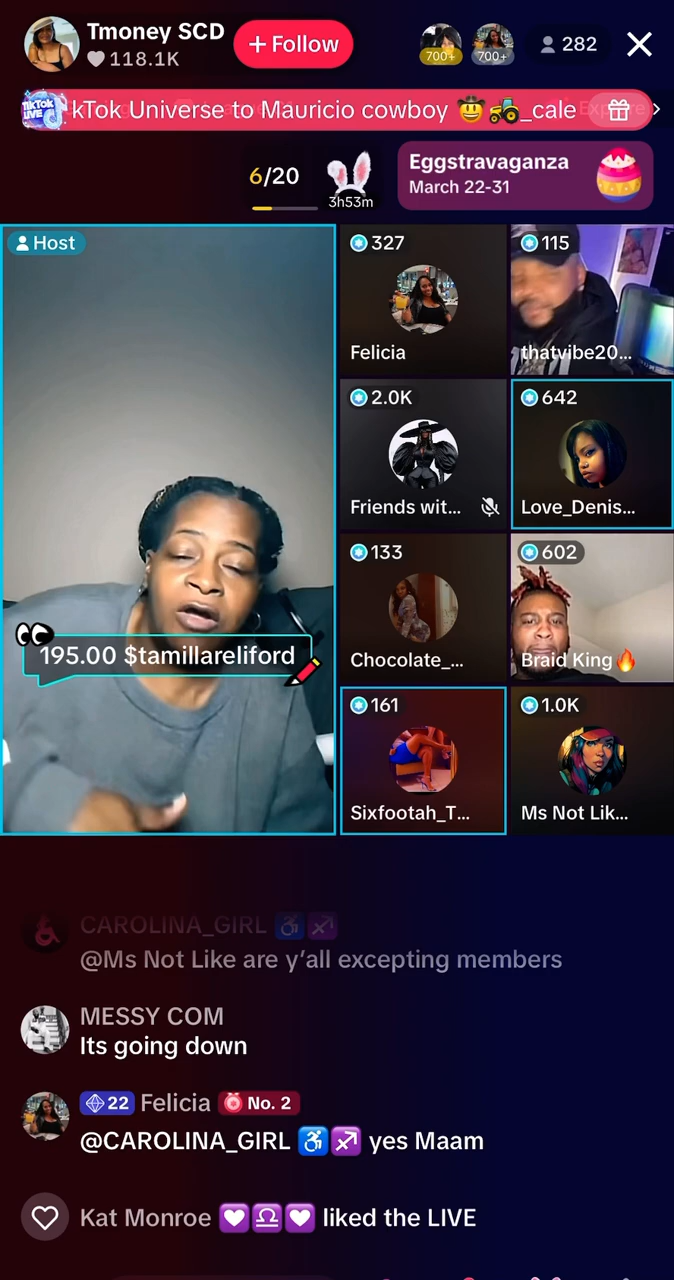 Tmoney SCD
118.1K
+ Follow
700+
700+
282
TikTok LIVE
kTok Universe to Mauricio cowboy 🤠🚜_cale
6/20
3h53m
Eggstravaganza
March 22-31
Host
327
Felicia
115
thatvibe20...
2.0K
Friends wit...
642
Love_Denis...
133
Chocolate_...
602
Braid King🔥
195.00 $tamillareliford
161
Sixfootah_T...
1.0K
Ms Not Lik...
CAROLINA_GIRL ♿♐
@Ms Not Like are y’all excepting members
MESSY COM
Its going down
22 Felicia No. 2
@CAROLINA_GIRL ♿♐ yes Maam
Kat Monroe 💟♎💟 liked the LIVE